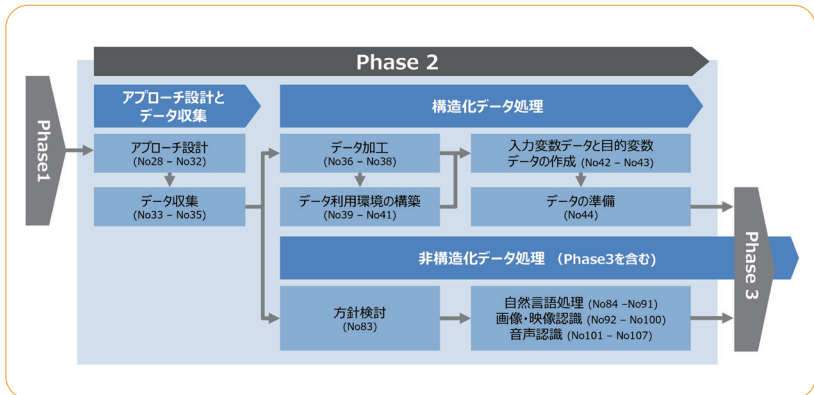 Phase 2
Phase1
アプローチ設計と
データ収集
アプローチ設計
(No28 – No32)
データ収集
(No33 – No35)
構造化データ処理
データ加工
(No36 – No38)
データ利用環境の構築
(No39 – No41)
入力変数データと目的変数
データの作成 (No42 – No43)
データの準備
(No44)
非構造化データ処理 (Phase3を含む)
方針検討
(No83)
自然言語処理 (No84 –No91)
画像・映像認識 (No92 – No100)
音声認識 (No101 – No107)
Phase 3